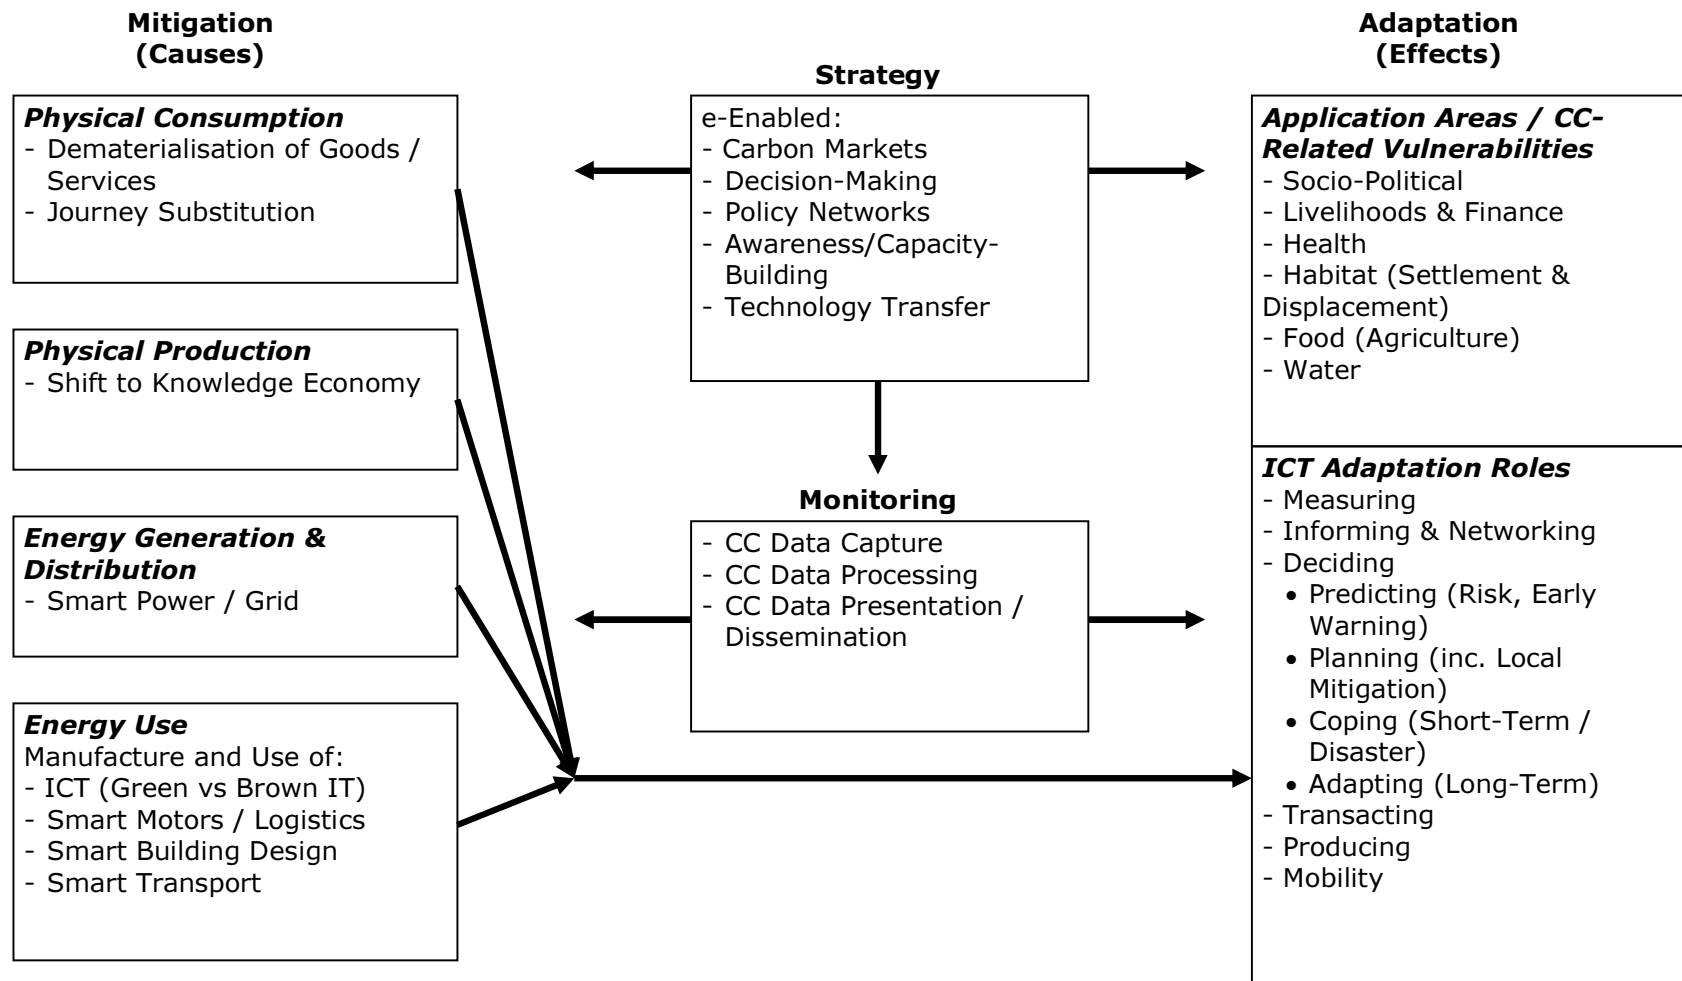 Mitigation
(Causes)
Physical Consumption
- Dematerialisation of Goods /
Services
- Journey Substitution
Physical Production
- Shift to Knowledge Economy
Energy Generation &
Distribution
- Smart Power / Grid
Energy Use
Manufacture and Use of:
- ICT (Green vs Brown IT)
- Smart Motors / Logistics
- Smart Building Design
- Smart Transport
Strategy
e-Enabled:
- Carbon Markets
- Decision-Making
- Policy Networks
- Awareness/Capacity-
Building
- Technology Transfer
Monitoring
- CC Data Capture
- CC Data Processing
- CC Data Presentation /
Dissemination
Adaptation
(Effects)
Application Areas / CC-
Related Vulnerabilities
- Socio-Political
- Livelihoods & Finance
- Health
- Habitat (Settlement &
Displacement)
- Food (Agriculture)
- Water
ICT Adaptation Roles
- Measuring
- Informing & Networking
- Deciding
• Predicting (Risk, Early
Warning)
• Planning (inc. Local
Mitigation)
• Coping (Short-Term /
Disaster)
• Adapting (Long-Term)
- Transacting
- Producing
- Mobility